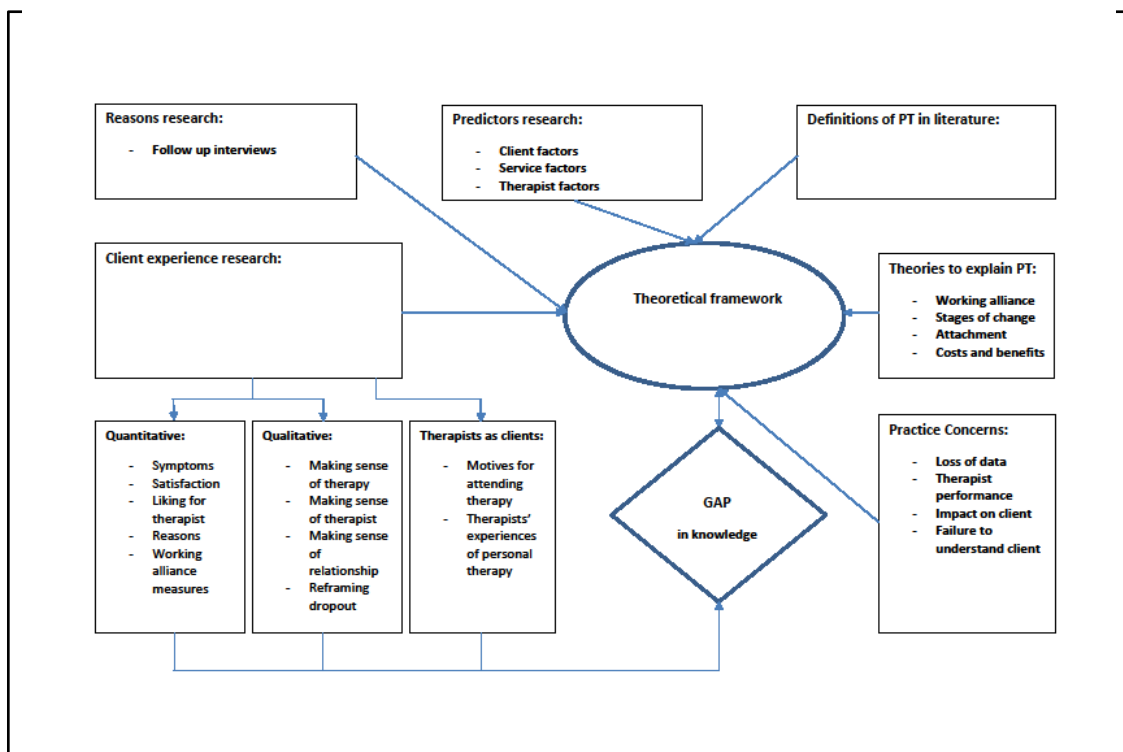 Reasons research:
- Follow up interviews
Predictors research:
- Client factors
- Service factors
- Therapist factors
Definitions of PT in literature:
Client experience research:
Theoretical framework
Theories to explain PT:
- Working alliance
- Stages of change
- Attachment
- Costs and benefits
Quantitative:
- Symptoms
- Satisfaction
- Liking for
therapist
- Reasons
- Working
alliance
measures
Qualitative:
- Making sense
of therapy
- Making sense
of therapist
- Making sense
of
relationship
- Reframing
dropout
Therapists as clients:
- Motives for
attending
therapy
- Therapists’
experiences
of personal
therapy
GAP
in knowledge
Practice Concerns:
- Loss of data
- Therapist
performance
- Impact on client
- Failure to
understand client